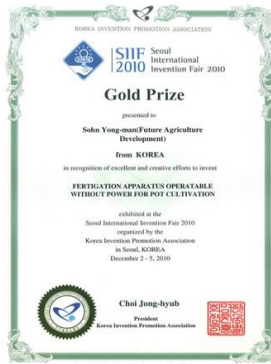 KOREA INVENTION PROMOTION ASSOCIATION
SIIF
2010
Seoul
International
Invention Fair 2010
Gold Prize
presented to
Sohn Yong-man(Future Agriculture
Development)
from KOREA
in recognition of excellent and creative efforts to invent
FERTIGATION APPARATUS OPERATABLE
WITHOUT POWER FOR POT CULTIVATION
exhibited at the
Seoul International Invention Fair 2010
organized by the
Korea Invention Promotion Association
in Seoul, KOREA
December 2 - 5, 2010
Choi Jong-hyub
President
Korea Invention Promotion Association